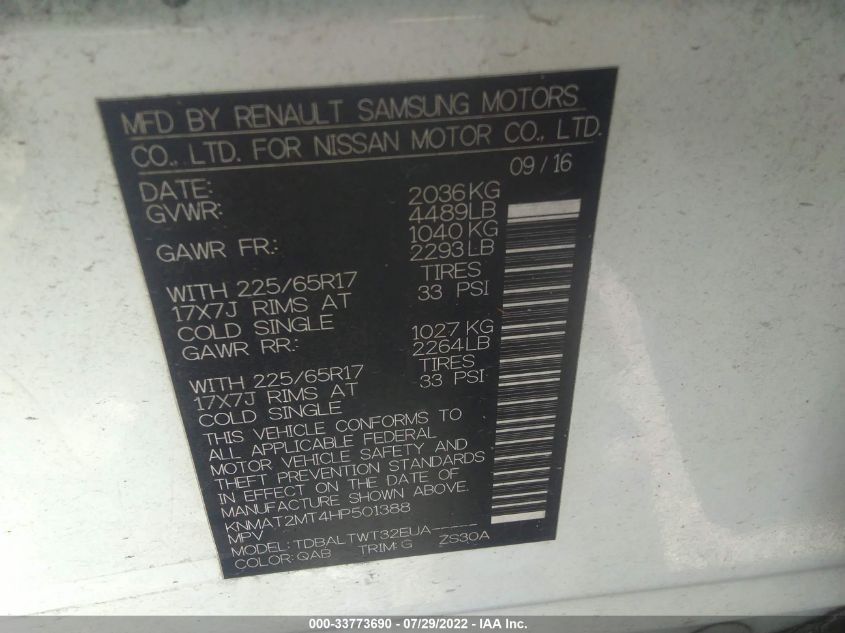 MFD BY RENAULT SAMSUNG MOTORS
CO., LTD. FOR NISSAN MOTOR CO., LTD.
DATE: 09/16
GVWR: 2036KG
4489LB
GAWR FR.: 1040KG
2293LB
WITH 225/65R17 TIRES
17X7J RIMS AT 33 PSI
COLD SINGLE
GAWR RR.: 1027KG
2264LB
WITH 225/65R17 TIRES
17X7J RIMS AT 33 PSI
COLD SINGLE
THIS VEHICLE CONFORMS TO
ALL APPLICABLE FEDERAL
MOTOR VEHICLE SAFETY AND
THEFT PREVENTION STANDARDS
IN EFFECT ON THE DATE OF
MANUFACTURE SHOWN ABOVE.
KNMAT2MT4HP501388
MPV
MODEL: TDBALTWT32EUA-----
COLOR: QAB TRIM: G ZS30A
000-33773690 - 07/29/2022 - IAA Inc.